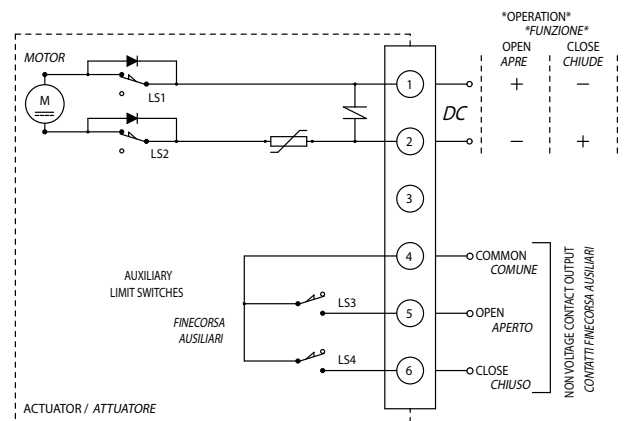 *OPERATION*
*FUNZIONE*
OPEN
APRE
CLOSE
CHIUDE
MOTOR
M
LS1
LS2
1
2
3
4
5
6
DC
+
−
−
+
AUXILIARY
LIMIT SWITCHES
FINECORSA
AUSILIARI
LS3
LS4
COMMON
COMUNE
OPEN
APERTO
CLOSE
CHIUSO
NON VOLTAGE CONTACT OUTPUT
CONTATTI FINECORSA AUSILIARI
ACTUATOR / ATTUATORE